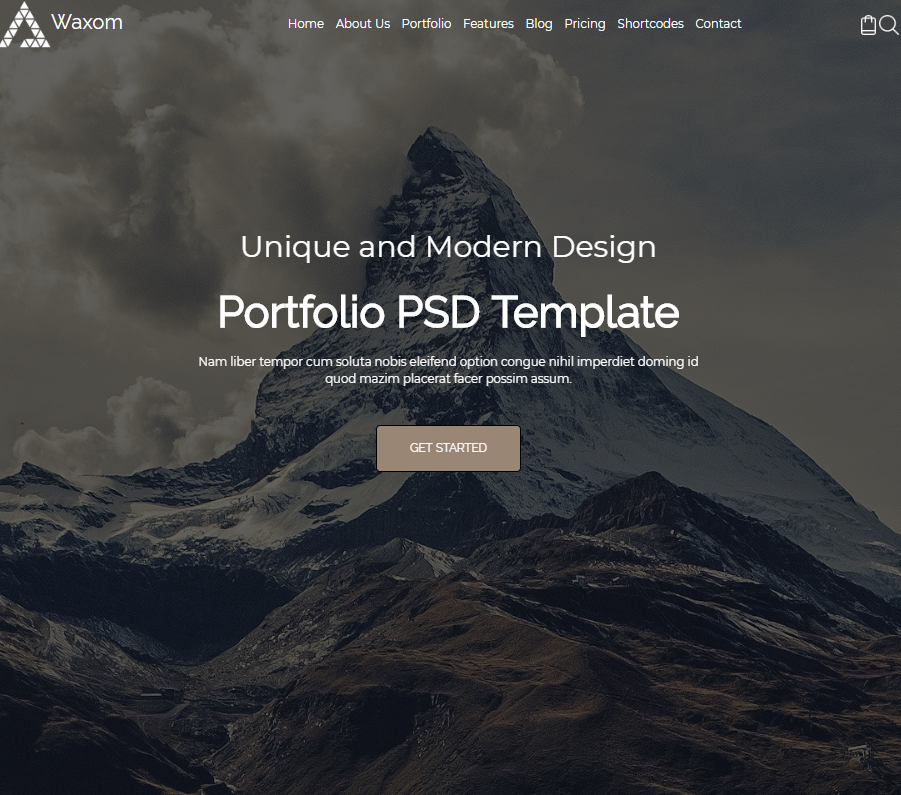 Waxom
Home About Us Portfolio Features Blog Pricing Shortcodes Contact
Unique and Modern Design
Portfolio PSD Template
Nam liber tempor cum soluta nobis eleifend option congue nihil imperdiet doming id
quod mazim placerat facer possim assum.
GET STARTED